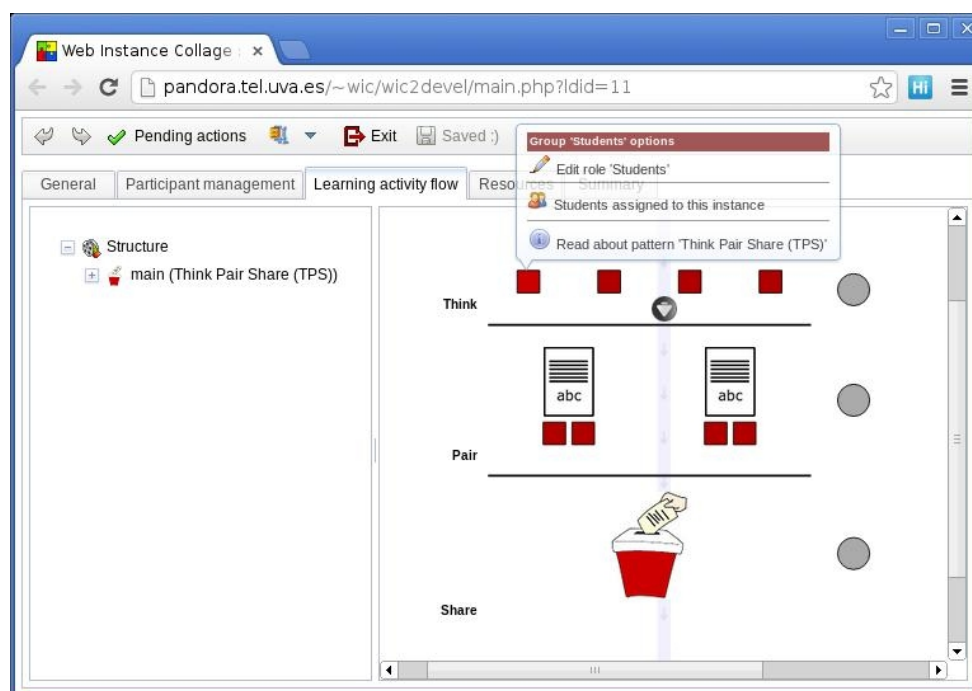 Web Instance Collage :
pandora.tel.uva.es/~wic/wic2devel/main.php?ldid=11
Hi
Pending actions
Exit
Saved :)
General
Participant management
Learning activity flow
Resources
Summary
Group 'Students' options
Edit role 'Students'
Students assigned to this instance
Read about pattern 'Think Pair Share (TPS)'
Structure
main (Think Pair Share (TPS))
Think
abc
abc
Pair
Share